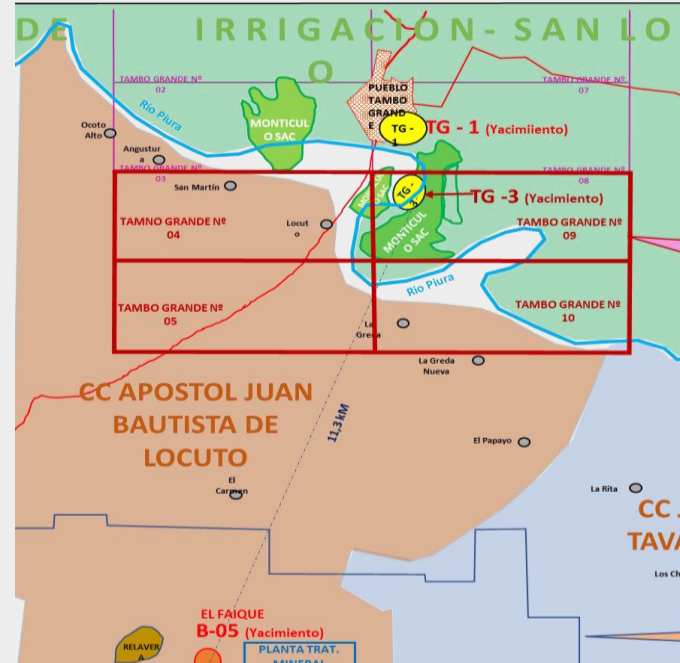 DE IRRIGACION- SAN LO
O
TAMBO GRANDE Nº
02
TAMBO GRANDE Nº
07
PUEBLO
TAMBO
GRAND
E
TG -
1
TG - 1 (Yacimiiento)
Rio Piura
MONTICUL
O SAC
Ocoto
Alto
Angustur
a
TAMBO GRANDE Nº
03
TAMBO GRANDE Nº
08
San Martín
TG -
3
TG -3 (Yacimiento)
TAMNO GRANDE Nº
04
Locut
o
MONTICUL
O SAC
TAMBO GRANDE Nº
09
Rio Piura
TAMBO GRANDE Nº
05
TAMBO GRANDE Nº
10
La
Greda
La Greda
Nueva
CC APOSTOL JUAN
BAUTISTA DE
LOCUTO
11,3 kM
El Papayo
El
Carmen
La Rita
CC J
TAVA
Los Ch
EL FAIQUE
B-05 (Yacimiento)
RELAVER
A
PLANTA TRAT.
MINERAL